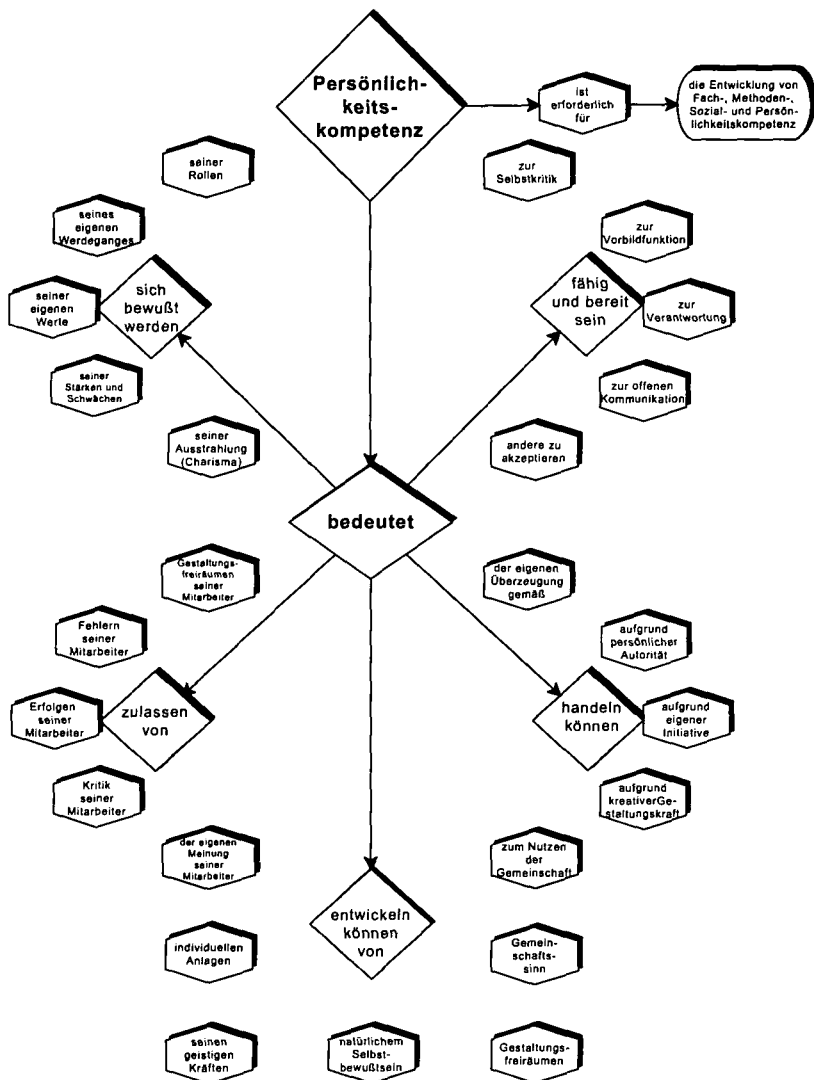 Persönlich-
keits-
kompetenz
ist
erforderlich
für
die Entwicklung von
Fach-, Methoden-,
Sozial- und Persön-
lichkeitskompetenz
seiner
Rollen
zur
Selbstkritik
seines
eigenen
Werdeganges
zur
Vorbildfunktion
sich
bewußt
werden
fähig
und bereit
sein
seiner
eigenen
Werte
zur
Verantwortung
seiner
Stärken und
Schwächen
zur offenen
Kommunikation
seiner
Ausstrahlung
(Charisma)
andere zu
akzeptieren
bedeutet
Gestaltungs-
freiräumen
seiner
Mitarbeiter
der eigenen
Überzeugung
gemäß
Fehlern
seiner
Mitarbeiter
aufgrund
persönlicher
Autorität
Erfolgen
seiner
Mitarbeiter
zulassen
von
handeln
können
aufgrund
eigener
Initiative
Kritik
seiner
Mitarbeiter
aufgrund
kreativerGe-
staltungskraft
der eigenen
Meinung
seiner
Mitarbeiter
zum Nutzen
der
Gemeinschaft
entwickeln
können
von
individuellen
Anlagen
Gemein-
schafts-
sinn
seinen
geistigen
Kräften
natürlichem
Selbst-
bewußtsein
Gestaltungs-
freiräumen